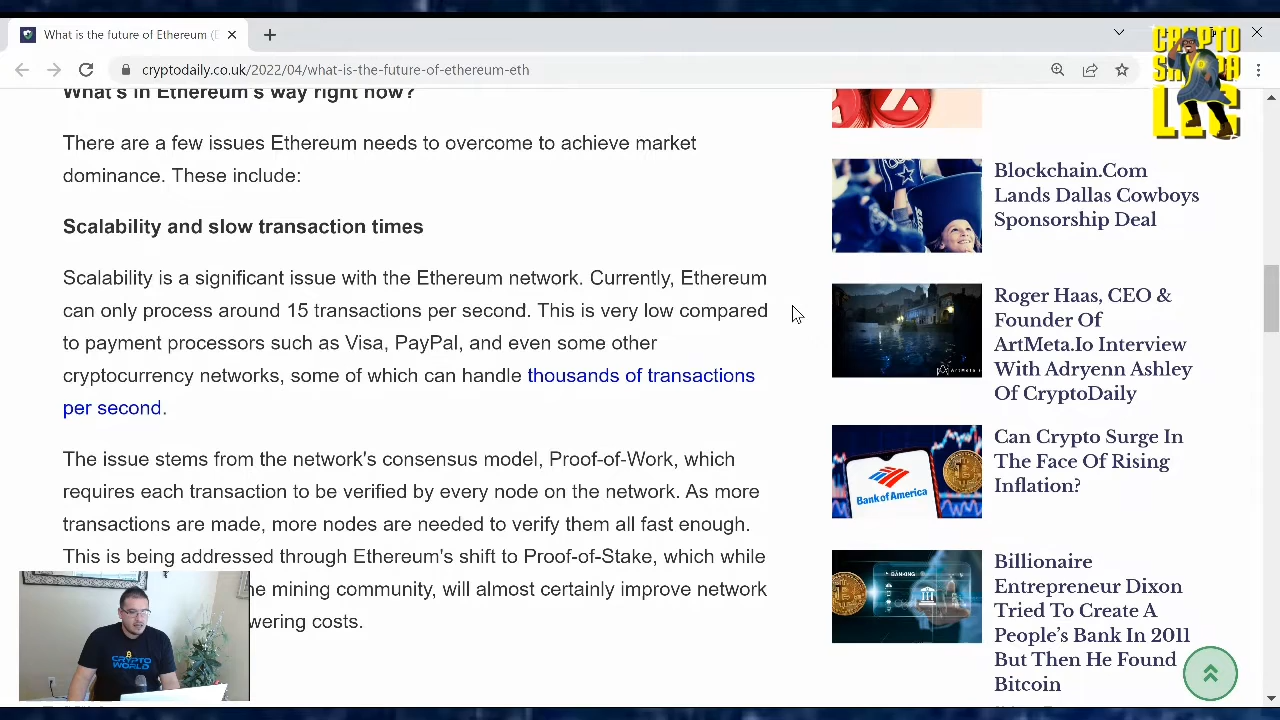 What is the future of Ethereum (E
cryptodaily.co.uk/2022/04/what-is-the-future-of-ethereum-eth
CRYPTO
What's in Ethereum's way right now?
There are a few issues Ethereum needs to overcome to achieve market
dominance. These include:
Scalability and slow transaction times
Scalability is a significant issue with the Ethereum network. Currently, Ethereum
can only process around 15 transactions per second. This is very low compared
to payment processors such as Visa, PayPal, and even some other
cryptocurrency networks, some of which can handle thousands of transactions
per second.
The issue stems from the network's consensus model, Proof-of-Work, which
requires each transaction to be verified by every node on the network. As more
transactions are made, more nodes are needed to verify them all fast enough.
This is being addressed through Ethereum's shift to Proof-of-Stake, which while
he mining community, will almost certainly improve network
wering costs.
CRYPTO
WORLD
Blockchain.Com
Lands Dallas Cowboys
Sponsorship Deal
Roger Haas, CEO &
Founder Of
ArtMeta.Io Interview
With Adryenn Ashley
Of CryptoDaily
Can Crypto Surge In
The Face Of Rising
Inflation?
Bank of America
BANKING
Billionaire
Entrepreneur Dixon
Tried To Create A
People's Bank In 2011
But Then He Found
Bitcoin